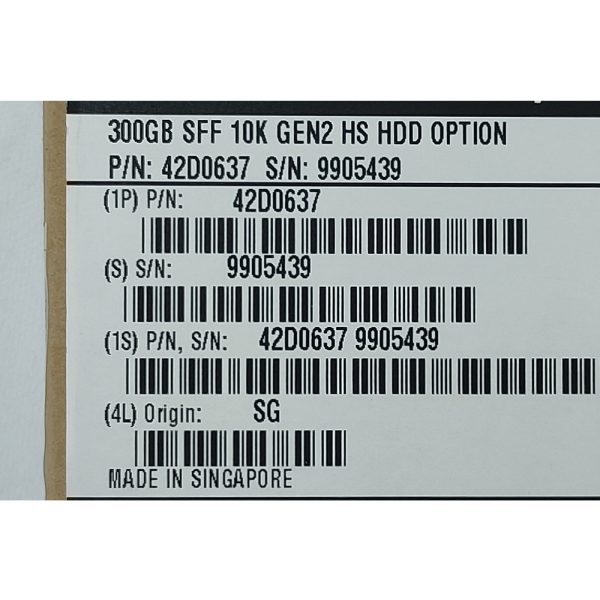 300GB SFF 10K GEN2 HS HDD OPTION
P/N: 42D0637 S/N: 9905439
(1P) P/N: 42D0637
(S) S/N: 9905439
(1S) P/N, S/N: 42D0637 9905439
(4L) Origin: SG
MADE IN SINGAPORE